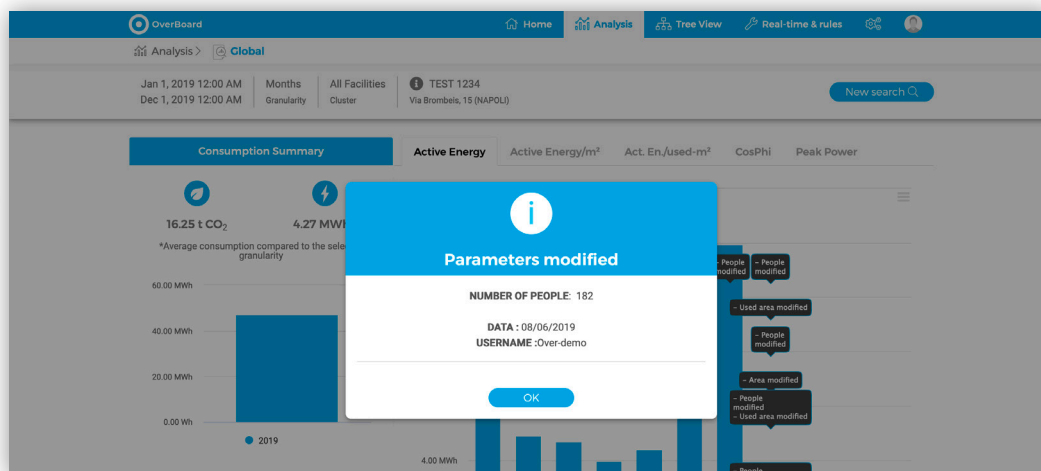 OverBoard
Home
Analysis
Tree View
Real-time & rules
Analysis > Global
Jan 1, 2019 12:00 AM
Dec 1, 2019 12:00 AM
Months
Granularity
All Facilities
Cluster
TEST 1234
Via Brombeis, 15 (NAPOLI)
New search
Consumption Summary
Active Energy
Active Energy/m²
Act. En./used-m²
CosPhi
Peak Power
16.25 t CO₂
4.27 MWh
*Average consumption compared to the sele
granularity
60.00 MWh
40.00 MWh
20.00 MWh
0.00 Wh
2019
i
Parameters modified
NUMBER OF PEOPLE: 182
DATA : 08/06/2019
USERNAME :Over-demo
OK
– People
modified
– People
modified
– Used area modified
– People
modified
– Area modified
– People
modified
– Used area modified
– People
4.00 MWh